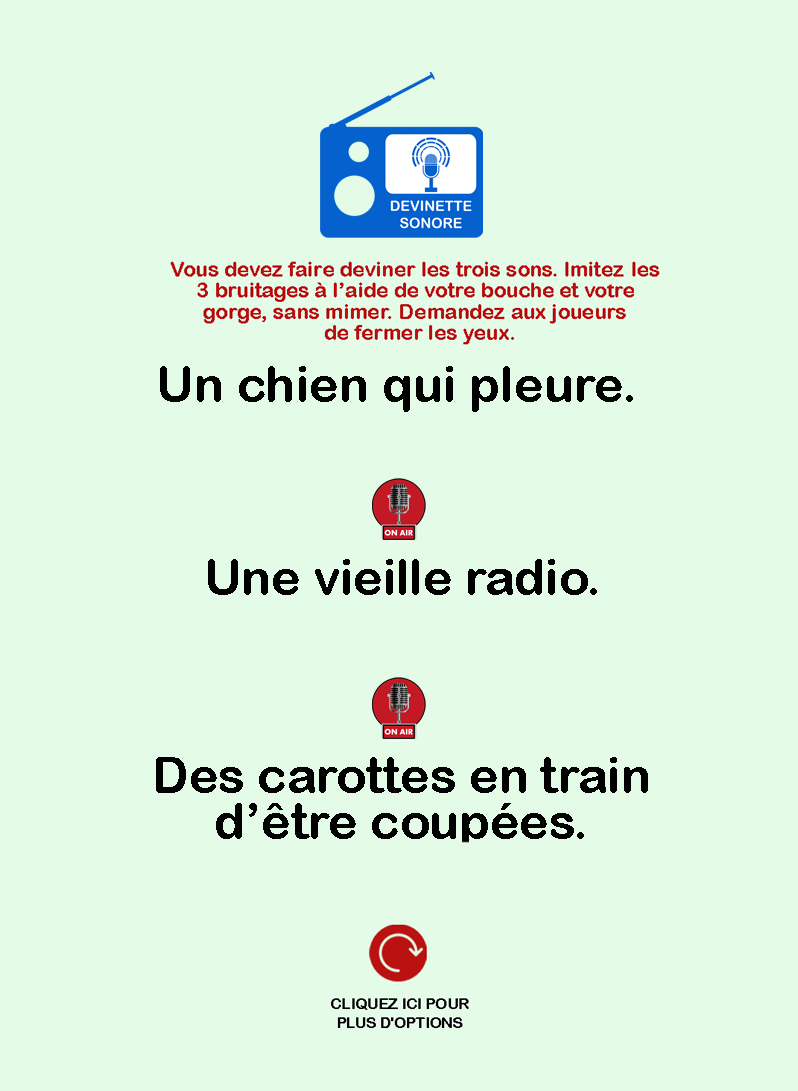 DEVINETTE
SONORE
Vous devez faire deviner les trois sons. Imitez les
3 bruitages à l’aide de votre bouche et votre
gorge, sans mimer. Demandez aux joueurs
de fermer les yeux.
Un chien qui pleure.
ON AIR
Une vieille radio.
ON AIR
Des carottes en train
d’être coupées.
CLIQUEZ ICI POUR
PLUS D'OPTIONS